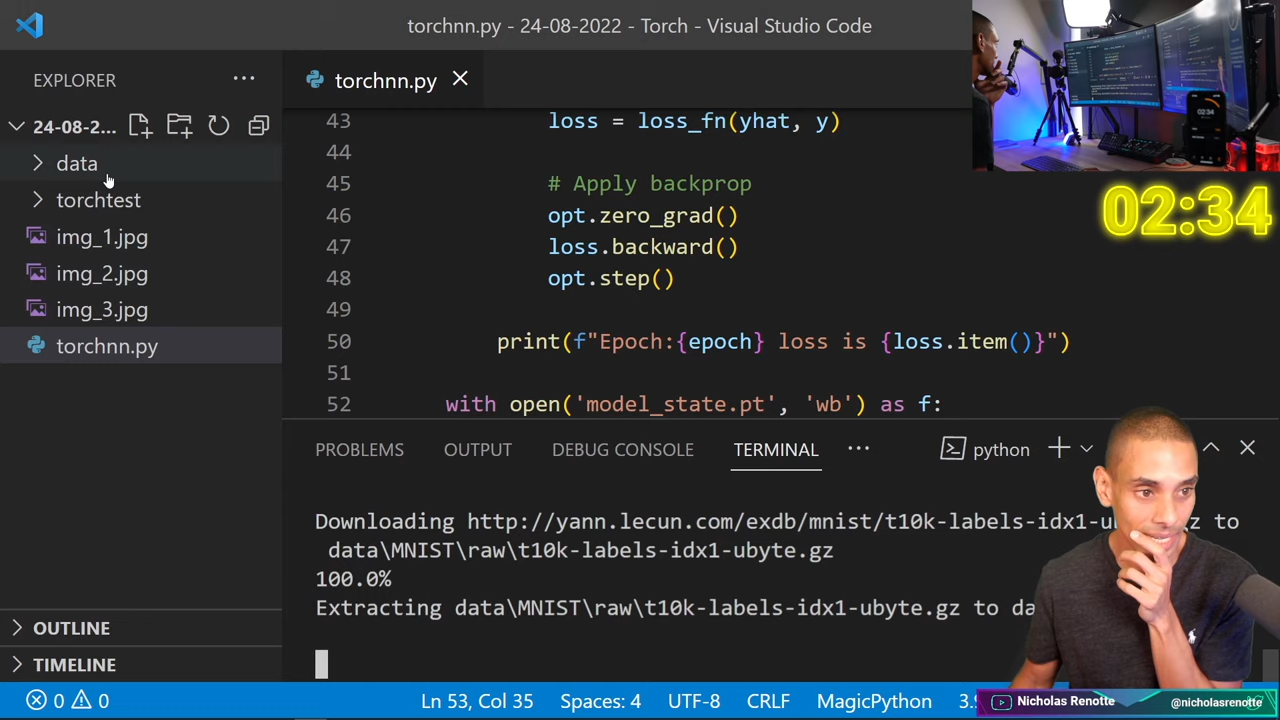 torchnn.py - 24-08-2022 - Torch - Visual Studio Code
EXPLORER
24-08-2...
data
torchtest
img_1.jpg
img_2.jpg
img_3.jpg
torchnn.py
OUTLINE
TIMELINE
torchnn.py
43 loss = loss_fn(yhat, y)
44
45 # Apply backprop
46 opt.zero_grad()
47 loss.backward()
48 opt.step()
49
50 print(f"Epoch:{epoch} loss is {loss.item()}")
51
52 with open('model_state.pt', 'wb') as f:
02:34
PROBLEMS OUTPUT DEBUG CONSOLE TERMINAL ... python
Downloading http://yann.lecun.com/exdb/mnist/t10k-labels-idx1-u z to
data\MNIST\raw\t10k-labels-idx1-ubyte.gz
100.0%
Extracting data\MNIST\raw\t10k-labels-idx1-ubyte.gz to da
0 0 Ln 53, Col 35 Spaces: 4 UTF-8 CRLF MagicPython 3.9
Nicholas Renotte @nicholasrenotte